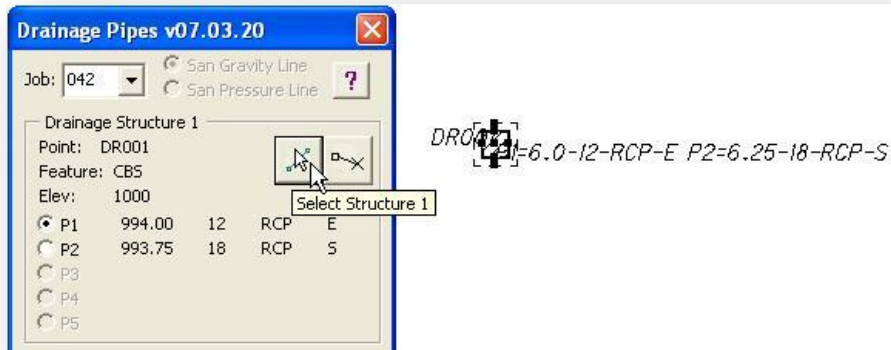 Drainage Pipes v07.03.20
Job: 042
San Gravity Line
San Pressure Line
?
Drainage Structure 1
Point: DR001
Feature: CBS
Elev: 1000
Select Structure 1
P1 994.00 12 RCP E
P2 993.75 18 RCP S
P3
P4
P5
P1=6.0-12-RCP-E P2=6.25-18-RCP-S